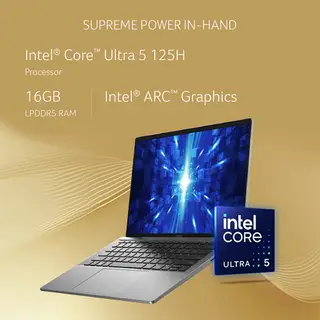 SUPREME POWER IN-HAND
Intel® Core™ Ultra 5 125H
Processor
16GB
LPDDR5 RAM
Intel® ARC™ Graphics
intel
CORE
ULTRA 5